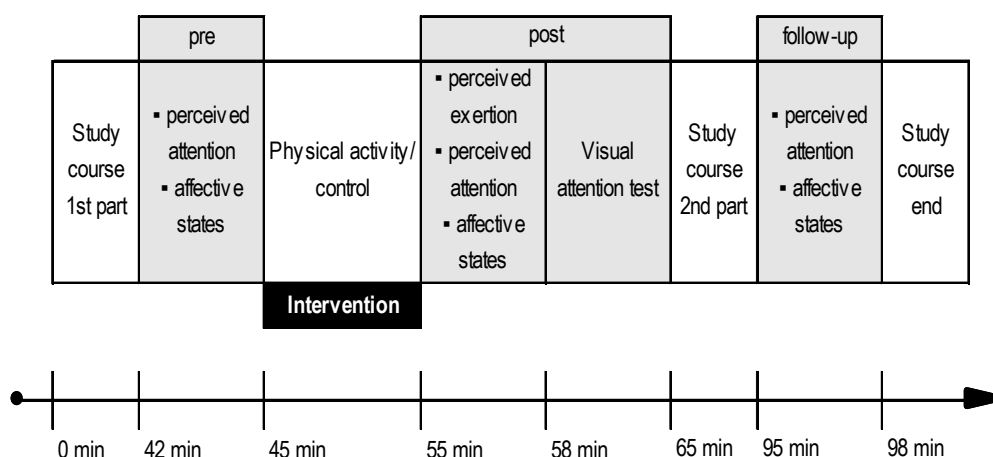 pre
post
follow-up
Study
course
1st part
▪ perceived
attention
▪ affective
states
Physical activity/
control
▪ perceived
exertion
▪ perceived
attention
▪ affective
states
Visual
attention test
Study
course
2nd part
▪ perceived
attention
▪ affective
states
Study
course
end
Intervention
0 min
42 min
45 min
55 min
58 min
65 min
95 min
98 min